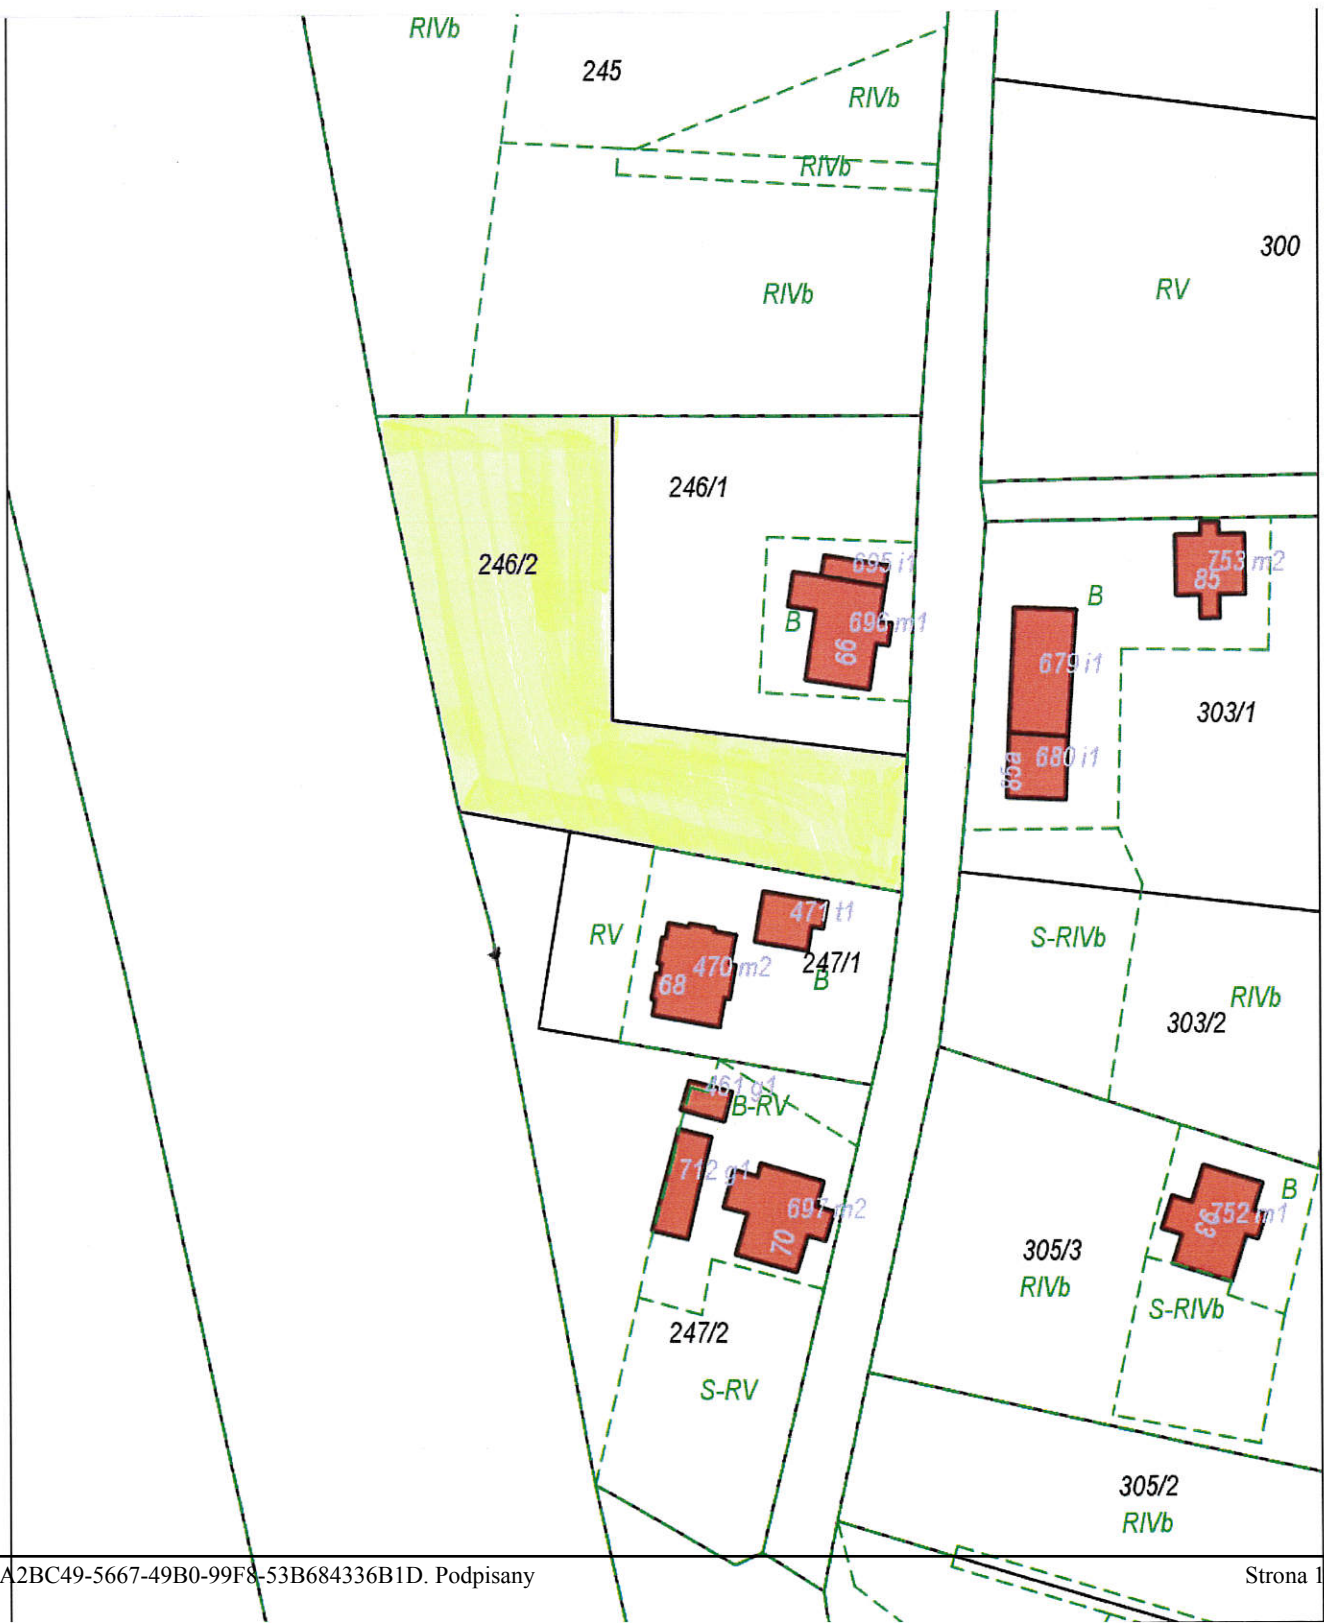 RIVb
245
RIVb
RIVb
300
RV
RIVb
246/1
246/2
695 i1
753 m2
85
B
B
696 m1
66
679 i1
303/1
680 i1
85a
471 t1
RV
S-RIVb
247/1
470 m2
B
68
RIVb
303/2
461 g1
B-RV
712 g1
B
697 m2
752 m1
93
70
305/3
RIVb
S-RIVb
247/2
S-RV
305/2
RIVb
A2BC49-5667-49B0-99F8-53B684336B1D. Podpisany
Strona 1